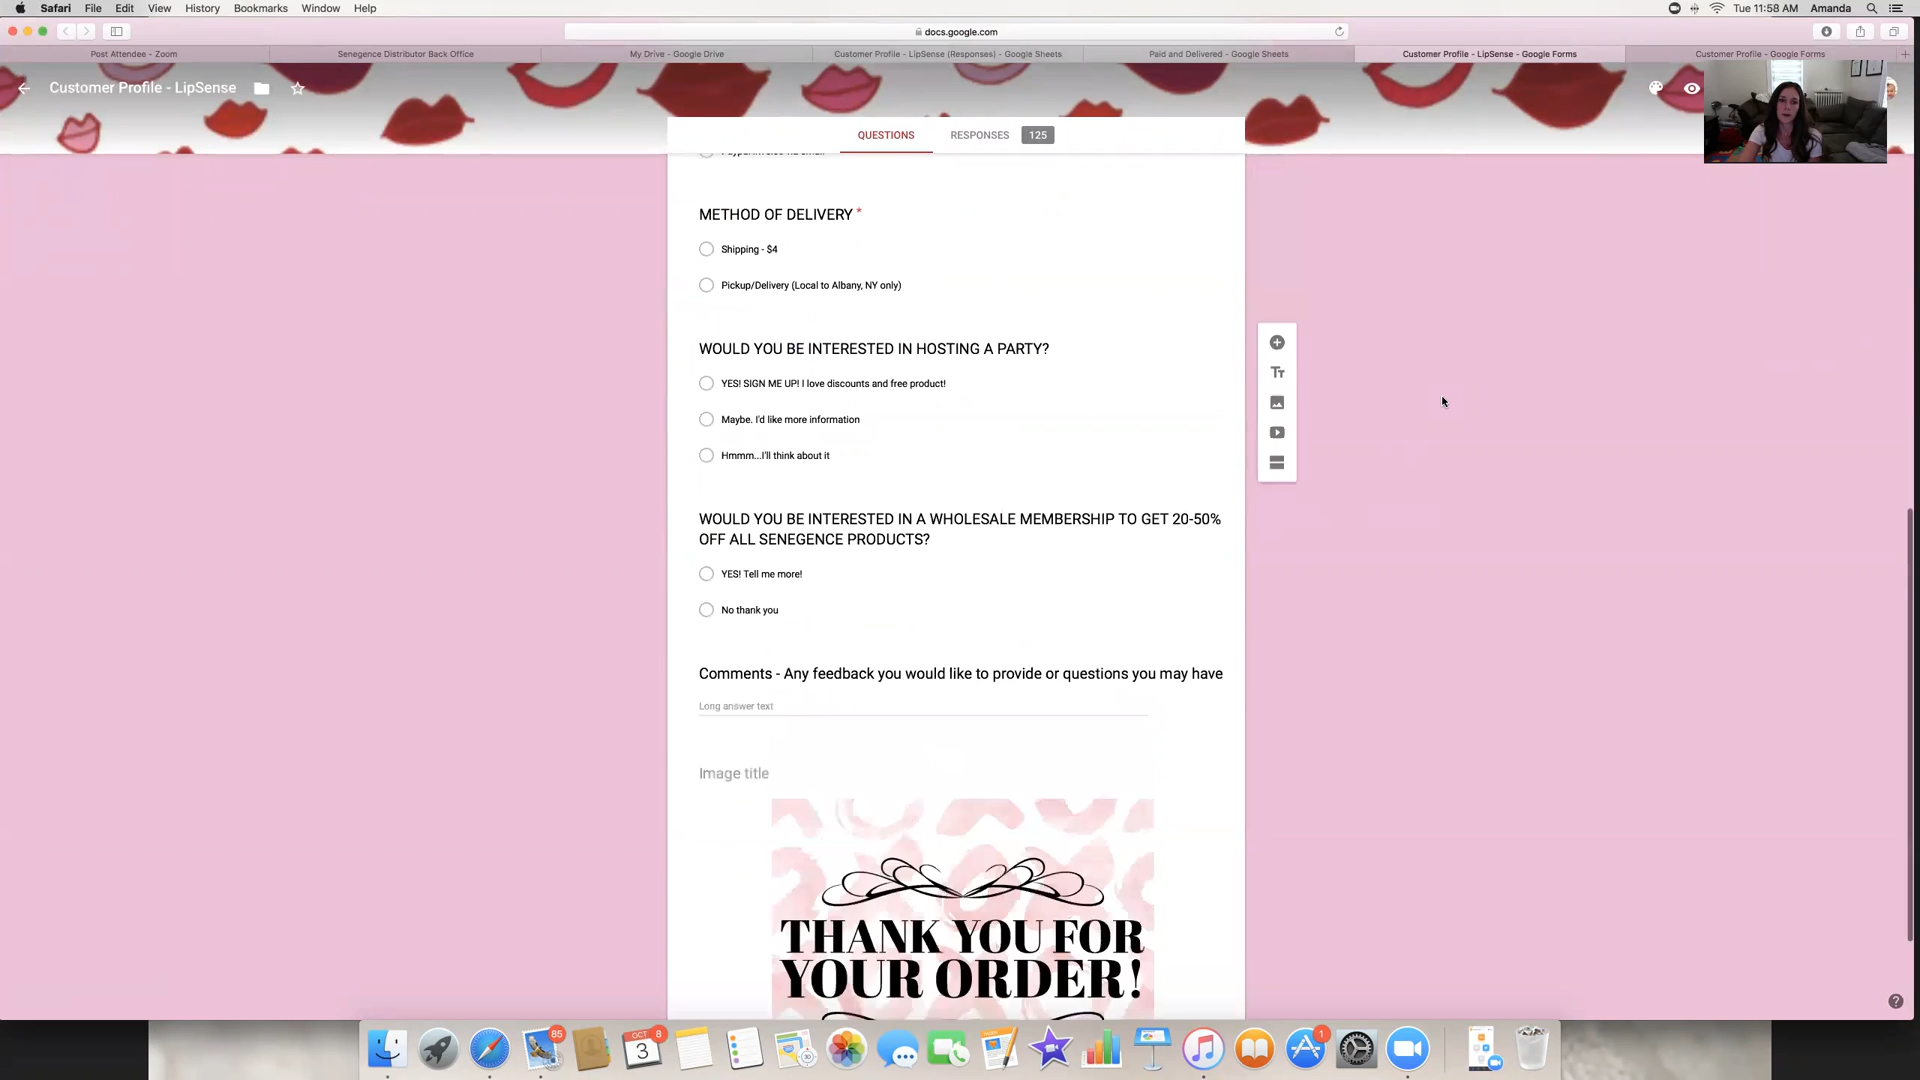 Safari File Edit View History Bookmarks Window Help
Tue 11:58 AM Amanda
docs.google.com
Post Attendee - Zoom
Senegence Distributor Back Office
My Drive - Google Drive
Customer Profile - LipSense (Responses) - Google Sheets
Paid and Delivered - Google Sheets
Customer Profile - LipSense - Google Forms
Customer Profile - Google Forms
Customer Profile - LipSense
QUESTIONS RESPONSES 125
METHOD OF DELIVERY *
Shipping - $4
Pickup/Delivery (Local to Albany, NY only)
WOULD YOU BE INTERESTED IN HOSTING A PARTY?
YES! SIGN ME UP! I love discounts and free product!
Maybe. I'd like more information
Hmmm...I'll think about it
WOULD YOU BE INTERESTED IN A WHOLESALE MEMBERSHIP TO GET 20-50%
OFF ALL SENEGENCE PRODUCTS?
YES! Tell me more!
No thank you
Comments - Any feedback you would like to provide or questions you may have
Long answer text
Image title
THANK YOU FOR
YOUR ORDER!
85
OCT 8
3
1